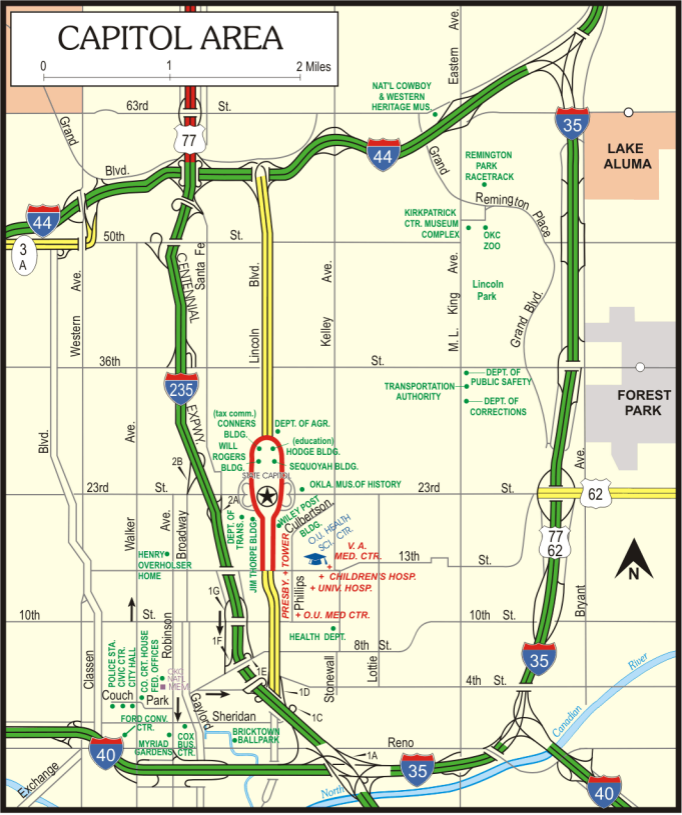 CAPITOL AREA
0 1 2 Miles
Eastern Ave.
NAT'L COWBOY
& WESTERN
HERITAGE MUS.
63rd St.
Grand
Blvd.
77
44
35
LAKE
ALUMA
Grand
REMINGTON
PARK
RACETRACK
Remington Place
44
3
A
50th St.
KIRKPATRICK
CTR. MUSEUM
COMPLEX
OKC
ZOO
Santa Fe
CENTENNIAL
EXPWY.
Western Ave.
Lincoln Blvd.
Kelley Ave.
M. L. King Ave.
Lincoln
Park
Grand Blvd.
36th St.
235
DEPT. OF
PUBLIC SAFETY
TRANSPORTATION
AUTHORITY
DEPT. OF
CORRECTIONS
FOREST
PARK
(tax comm.)
CONNERS
BLDG.
DEPT. OF AGR.
WILL
ROGERS
BLDG.
(education)
HODGE BLDG.
SEQUOYAH BLDG.
STATE CAPITOL
OKLA. MUS.OF HISTORY
Blvd.
Ave.
2B
23rd St.
23rd St.
Ave.
62
2A
Walker
Ave.
Broadway
DEPT. OF
TRANS.
JIM THORPE BLDG.
WILEY POST
BLDG.
Culbertson
O.U. HEALTH
SCI. CTR.
V. A.
MED. CTR.
PRESBY. + TOWER
+ CHILDREN'S HOSP.
+ UNIV. HOSP.
+ O.U. MED CTR.
Phillips
13th St.
77
62
N
HENRY
OVERHOLSER
HOME
1G
10th St.
10th St.
Bryant
HEALTH DEPT.
1F
8th St.
Robinson
Classen
POLICE STA.
CIVIC CTR.
CITY HALL
CO. CRT. HOUSE
FED. OFFICES
OKC
NAT'L
MEM
1E
Stonewall
Lottie
4th St.
35
River
Couch
Park
Gaylord
1D
1C
Sheridan
FORD CONV.
CTR.
MYRIAD
GARDENS
COX
BUS.
CTR.
BRICKTOWN
BALLPARK
Reno
1A
40
35
40
Exchange
North
Canadian